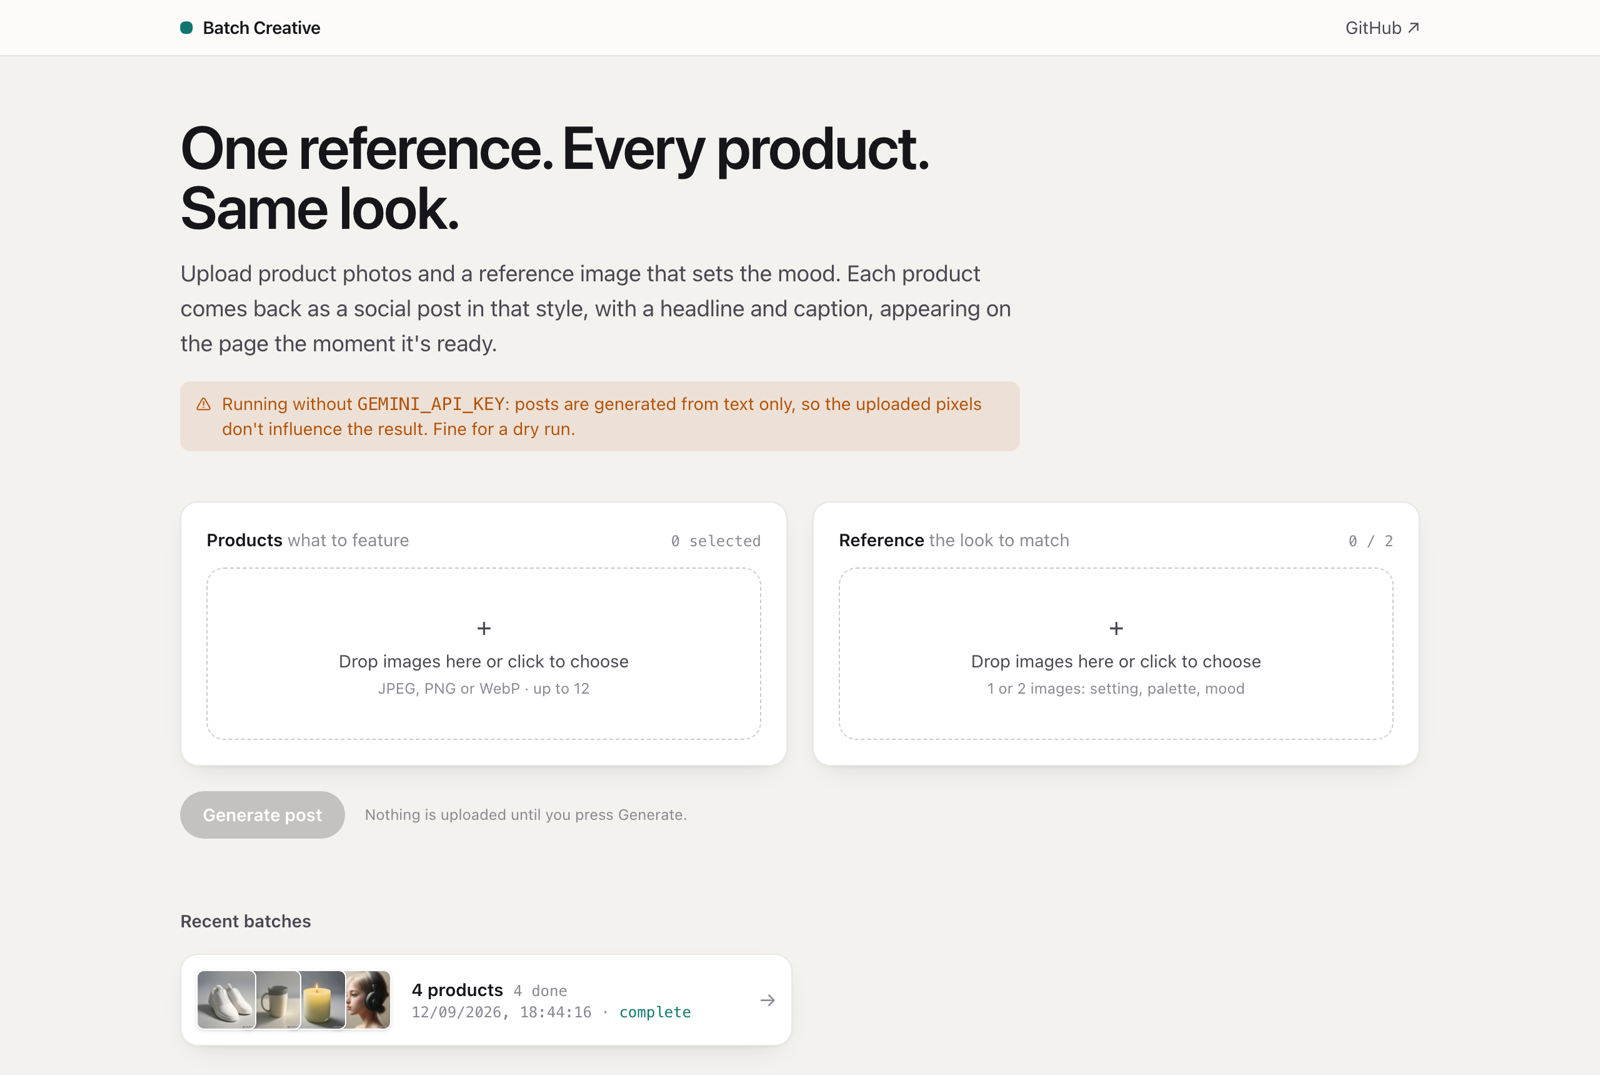 Batch Creative
GitHub ↗
One reference. Every product.
Same look.
Upload product photos and a reference image that sets the mood. Each product
comes back as a social post in that style, with a headline and caption, appearing on
the page the moment it's ready.
Running without GEMINI_API_KEY: posts are generated from text only, so the uploaded pixels
don't influence the result. Fine for a dry run.
Products what to feature
0 selected
+
Drop images here or click to choose
JPEG, PNG or WebP · up to 12
Reference the look to match
0 / 2
+
Drop images here or click to choose
1 or 2 images: setting, palette, mood
Generate post
Nothing is uploaded until you press Generate.
Recent batches
4 products 4 done
12/09/2026, 18:44:16 · complete
→